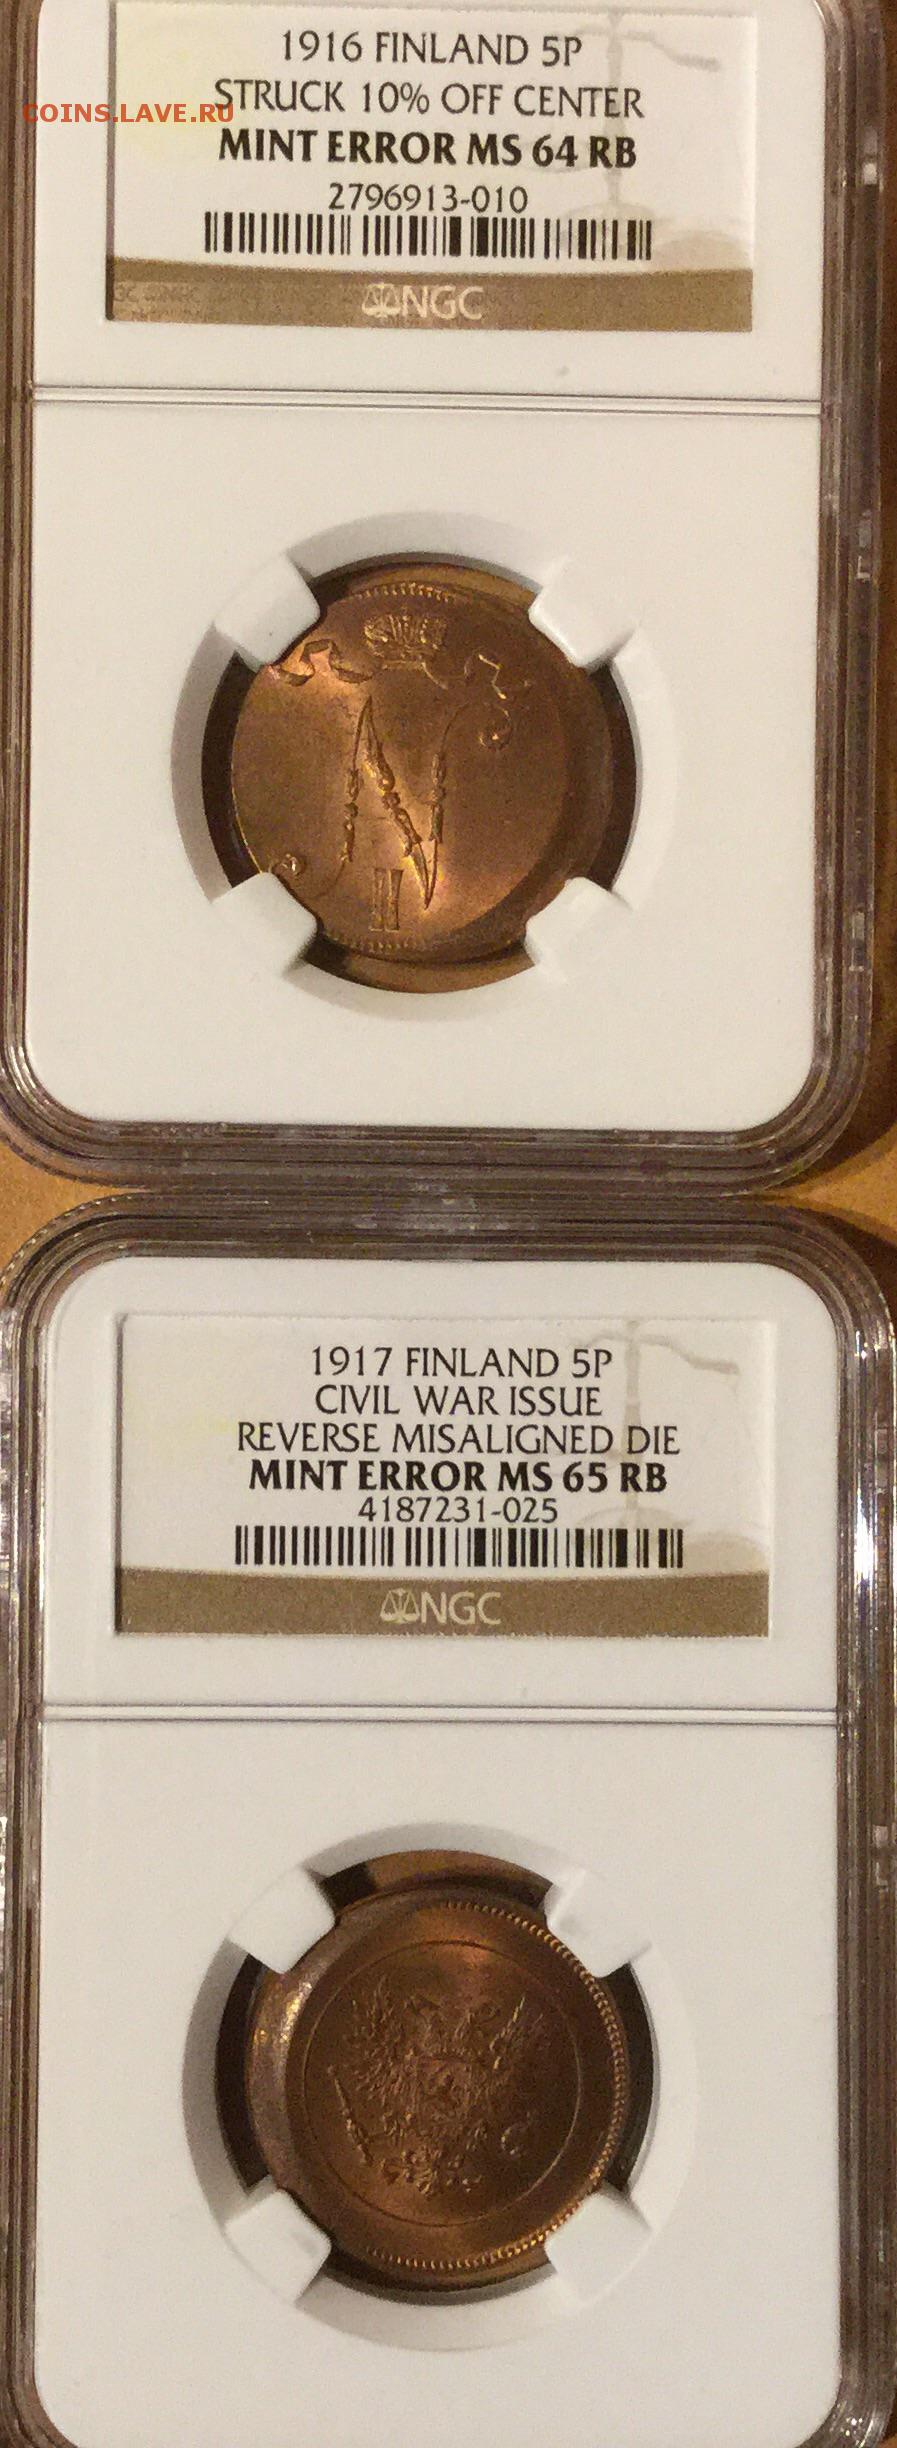 1916 FINLAND 5P
STRUCK 10% OFF CENTER
COINS.LAVE.RU
MINT ERROR MS 64 RB
2796913-010
NGC
N
II
1917 FINLAND 5P
CIVIL WAR ISSUE
REVERSE MISALIGNED DIE
MINT ERROR MS 65 RB
4187231-025
NGC